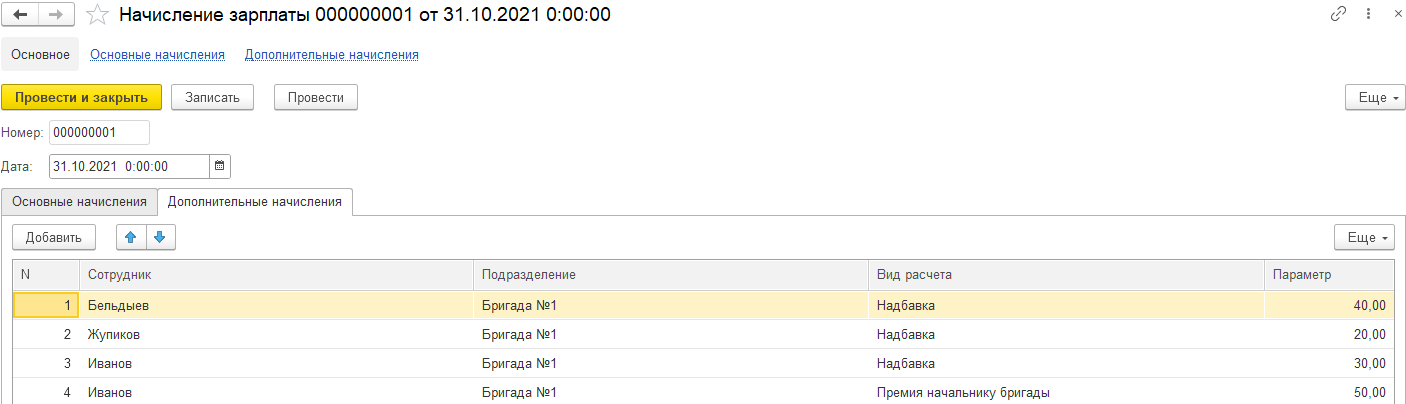 Начисление зарплаты 000000001 от 31.10.2021 0:00:00
Основное Основные начисления Дополнительные начисления
Провести и закрыть Записать Провести Еще
Номер: 000000001
Дата: 31.10.2021 0:00:00
Основные начисления Дополнительные начисления
Добавить Еще
N Сотрудник Подразделение Вид расчета Параметр
1 Бельдыев Бригада №1 Надбавка 40,00
2 Жупиков Бригада №1 Надбавка 20,00
3 Иванов Бригада №1 Надбавка 30,00
4 Иванов Бригада №1 Премия начальнику бригады 50,00